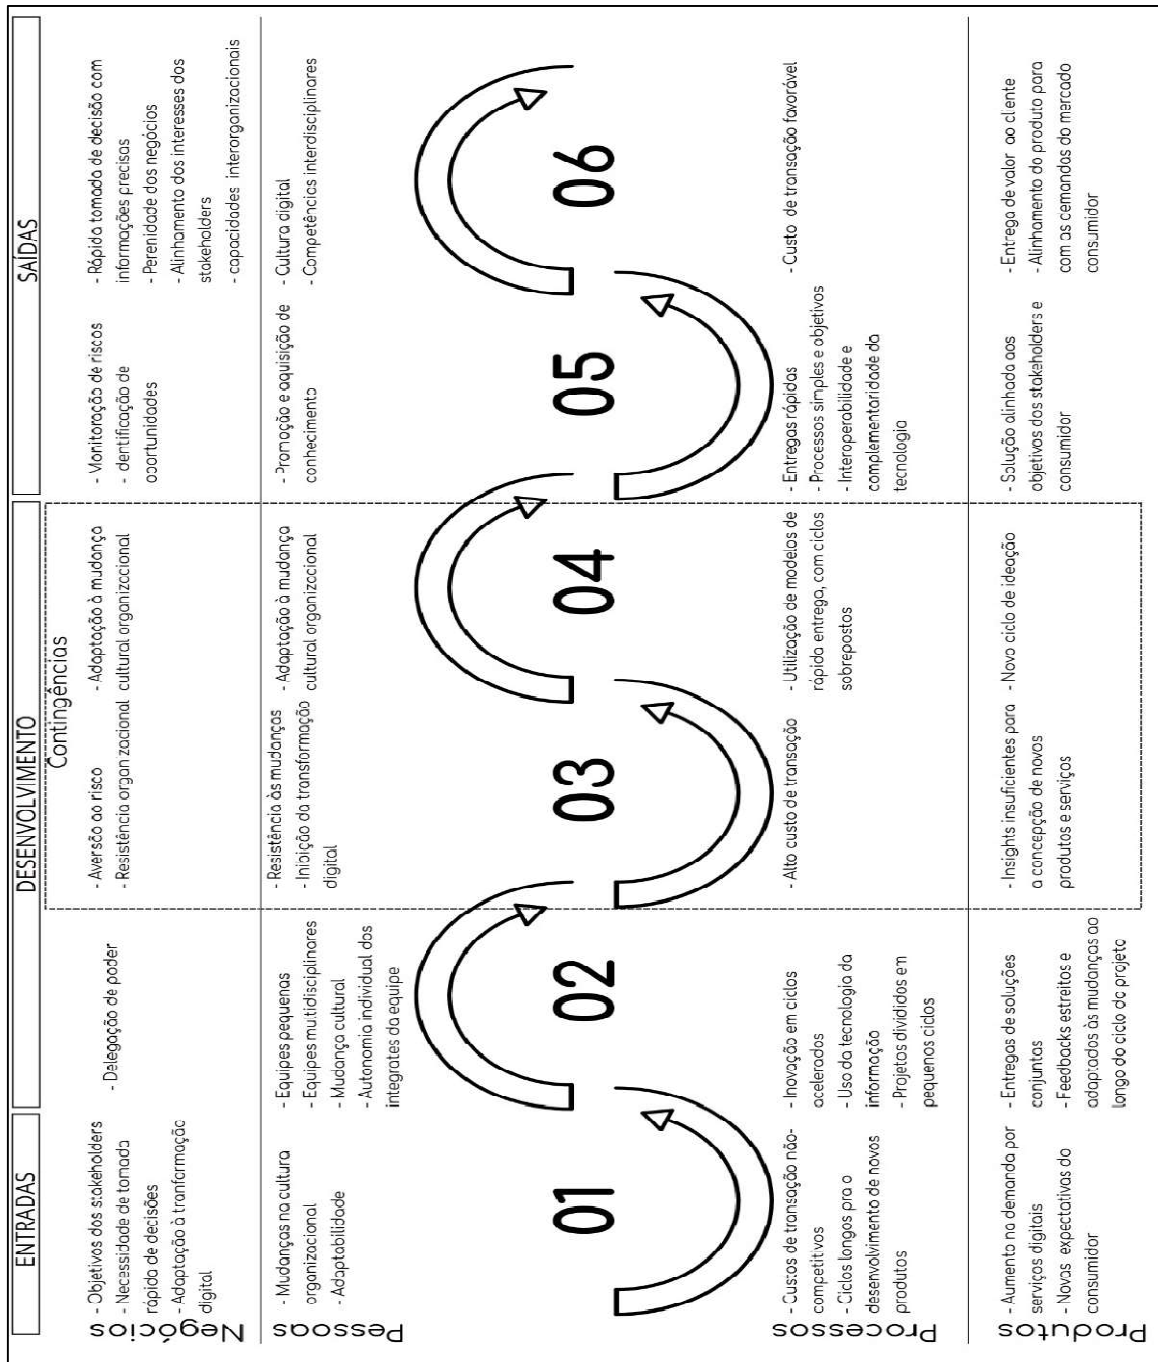 ENTRADAS
DESENVOLVIMENTO
SAÍDAS
Contingências
Negócios
- Objetivos dos stakeholders
- Necessidade de tomada
rápida de decisões
- Adaptação à tranformação
digital
- Delegação de poder
- Aversão ao risco
- Resistência organ zacional
- Adaptação à mudança
cultural organizacional
- Monitoração de riscos
- dentificação de
oportunidades
- Rápida tomada de decisão com
informações precisas
- Perenidade dos negócios
- Alinhamento dos interesses dos
stakeholders
- capacidades interorganizacionais
Pessoas
- Mudanças na cultura
organizacional
- Adaptabilidade
- Equipes pequenas
- Equipes multidisciplinares
- Mudança cultural
- Autonomia individual dos
integrates da equipe
- Resistência às mudanças
- Inibição da transformação
digital
- Adaptação à mudança
cultural organizacional
- Promoção e aquisição de
conhecimento
- Cultura digital
- Competências interdisciplinares
01
02
03
04
05
06
Processos
- Custos de transação não-
competitivos
- Ciclos longos pra o
desenvolvimento de novos
produtos
- Inovação em ciclos
acelerados
- Uso da tecnologia da
informação
- Projetos divididos em
pequenos ciclos
- Alto custo de transação
- Utilização de modelos de
rápida entrega, com ciclos
sobrepostos
- Entregas rápidas
- Processos simples e objetivos
- Interoperabilidade e
complementaridade da
tecnologia
- Custo de transação favorável
Produtos
- Aumento na demanda por
serviços digitais
- Novas expectativas do
consumidor
- Entregas de soluções
conjuntas
- Feedbacks estreitos e
adaptados às mudanças ao
longo do ciclo do projeto
- Insights insuficientes para
a concepção de novos
produtos e serviços
- Novo ciclo de ideação
- Solução alinhada aos
objetivos dos stakeholders e
consumidor
- Entrega de valor ao cliente
- Alinhamento do produto para
com as cemandas do mercado
consumidor